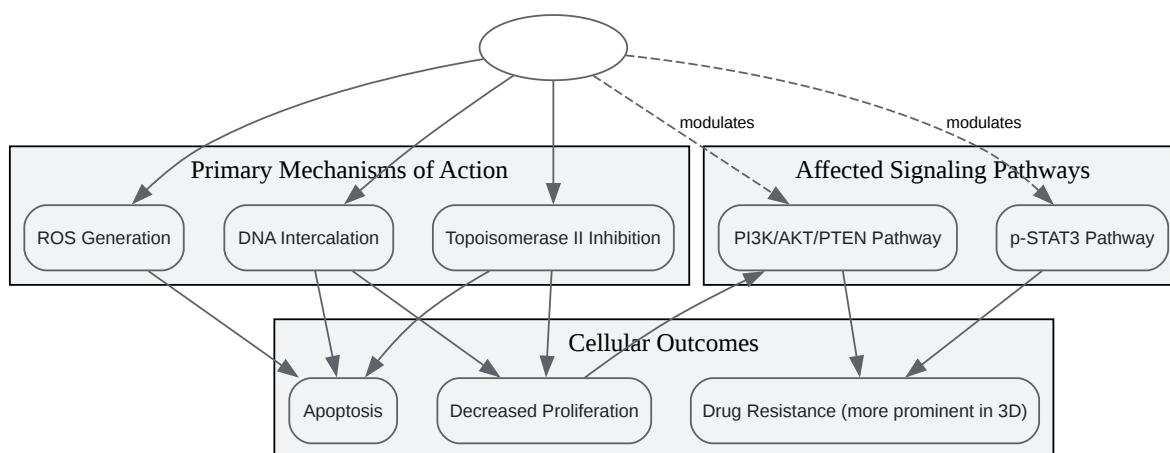 modulates
modulates
Primary Mechanisms of Action
Affected Signaling Pathways
ROS Generation
DNA Intercalation
Topoisomerase II Inhibition
PI3K/AKT/PTEN Pathway
p-STAT3 Pathway
Cellular Outcomes
Apoptosis
Decreased Proliferation
Drug Resistance (more prominent in 3D)